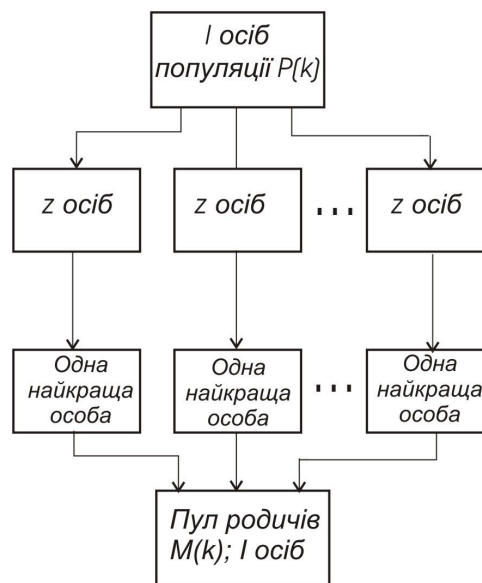 I осіб
популяції P(k)
z осіб
z осіб
...
z осіб
Одна
найкраща
особа
Одна
найкраща
особа
...
Одна
найкраща
особа
Пул родичів
M(k); I осіб